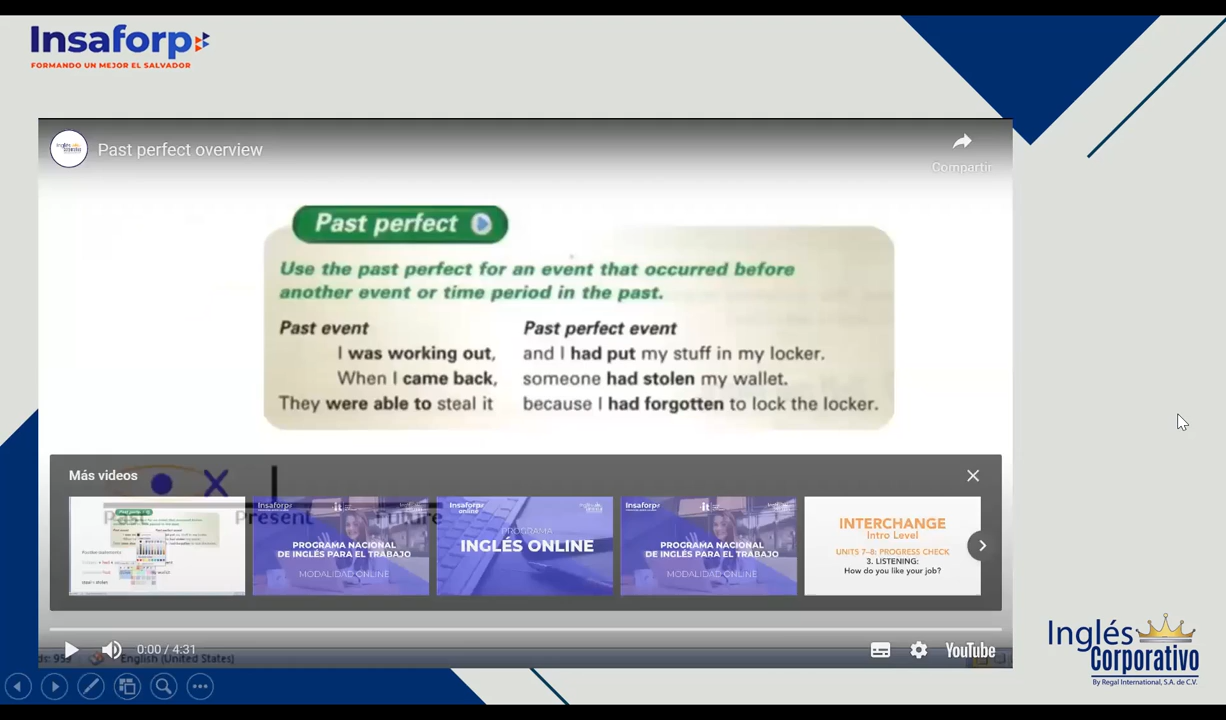 Insaforp
FORMANDO UN MEJOR EL SALVADOR
Past perfect overview
Compartir
Past perfect
Use the past perfect for an event that occurred before
another event or time period in the past.
Past event Past perfect event
I was working out, and I had put my stuff in my locker.
When I came back, someone had stolen my wallet.
They were able to steal it because I had forgotten to lock the locker.
Más videos
Past Present Future
Insaforp
PROGRAMA NACIONAL
DE INGLÉS PARA EL TRABAJO
MODALIDAD ONLINE
Insaforp
online
PROGRAMA
INGLÉS ONLINE
Insaforp
PROGRAMA NACIONAL
DE INGLÉS PARA EL TRABAJO
MODALIDAD ONLINE
INTERCHANGE
Intro Level
UNITS 7-8: PROGRESS CHECK
3. LISTENING:
How do you like your job?
0:00 / 4:31
YouTube
English (United States)
Inglés
Corporativo
By Regal International, S.A. de C.V.